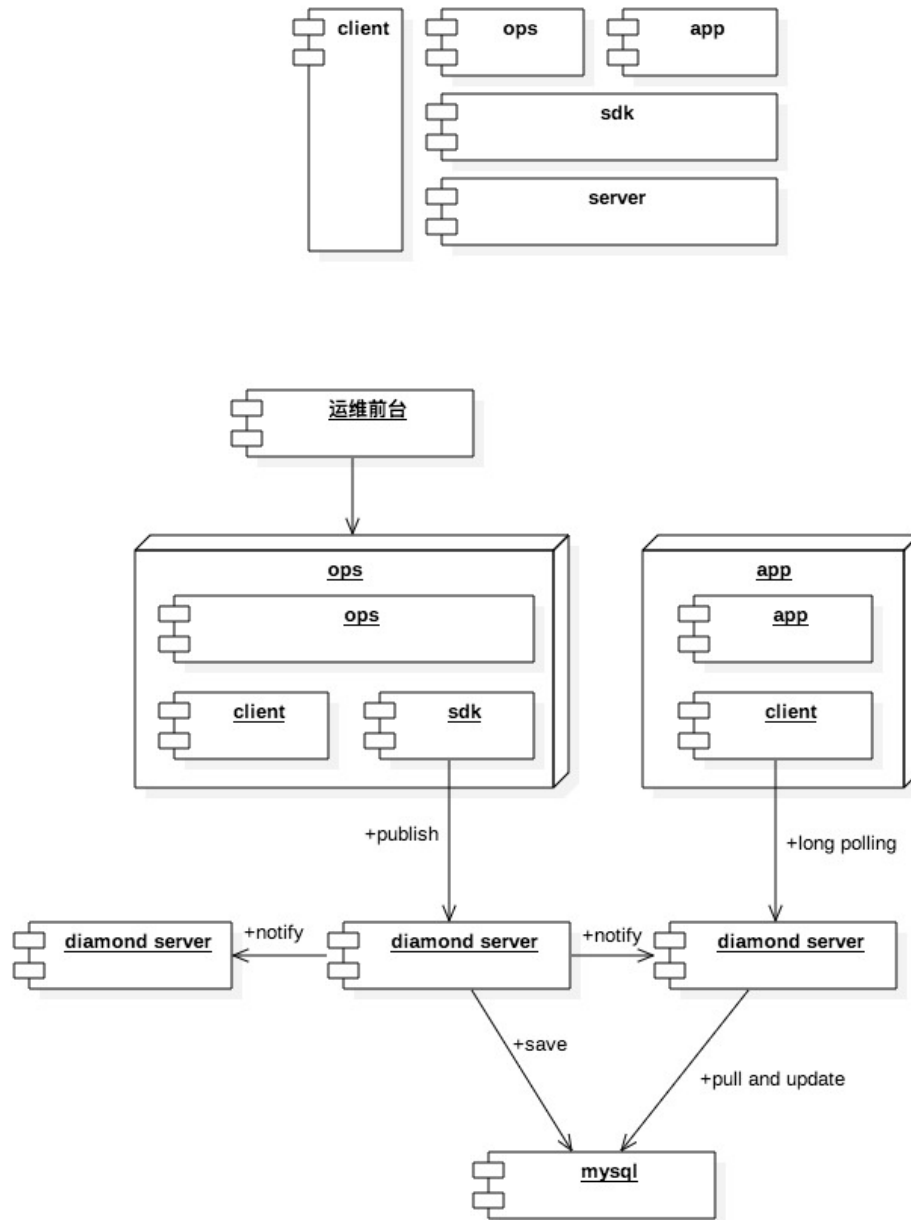 client
ops
app
sdk
server
运维前台
ops
app
ops
app
client
sdk
client
+publish
+long polling
diamond server
+notify
diamond server
+notify
diamond server
+save
+pull and update
mysql